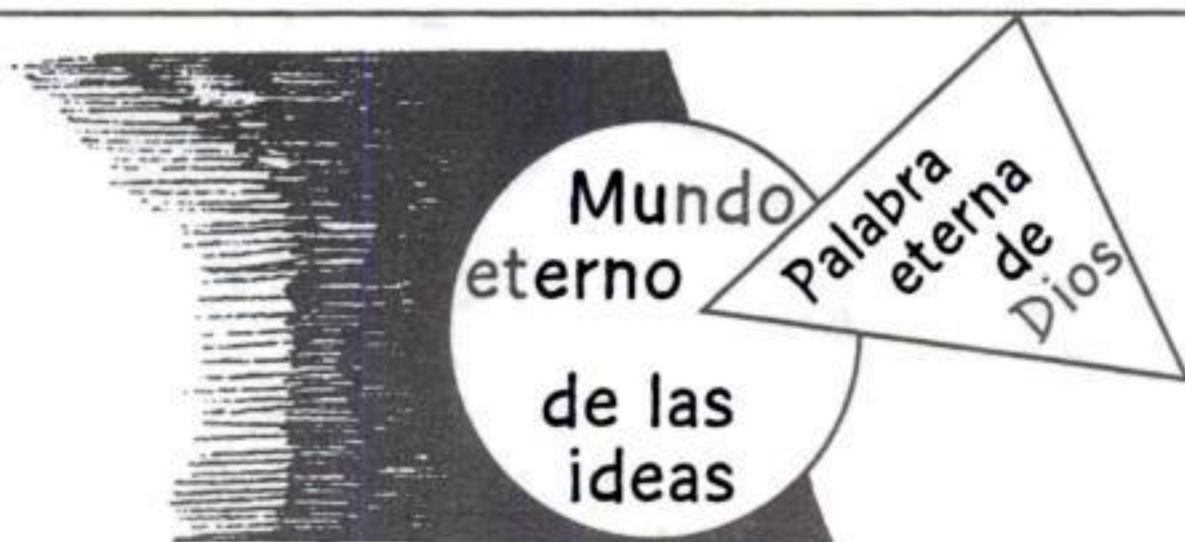 Mundo
eterno
de las
ideas
Palabra
eterna
de
Dios